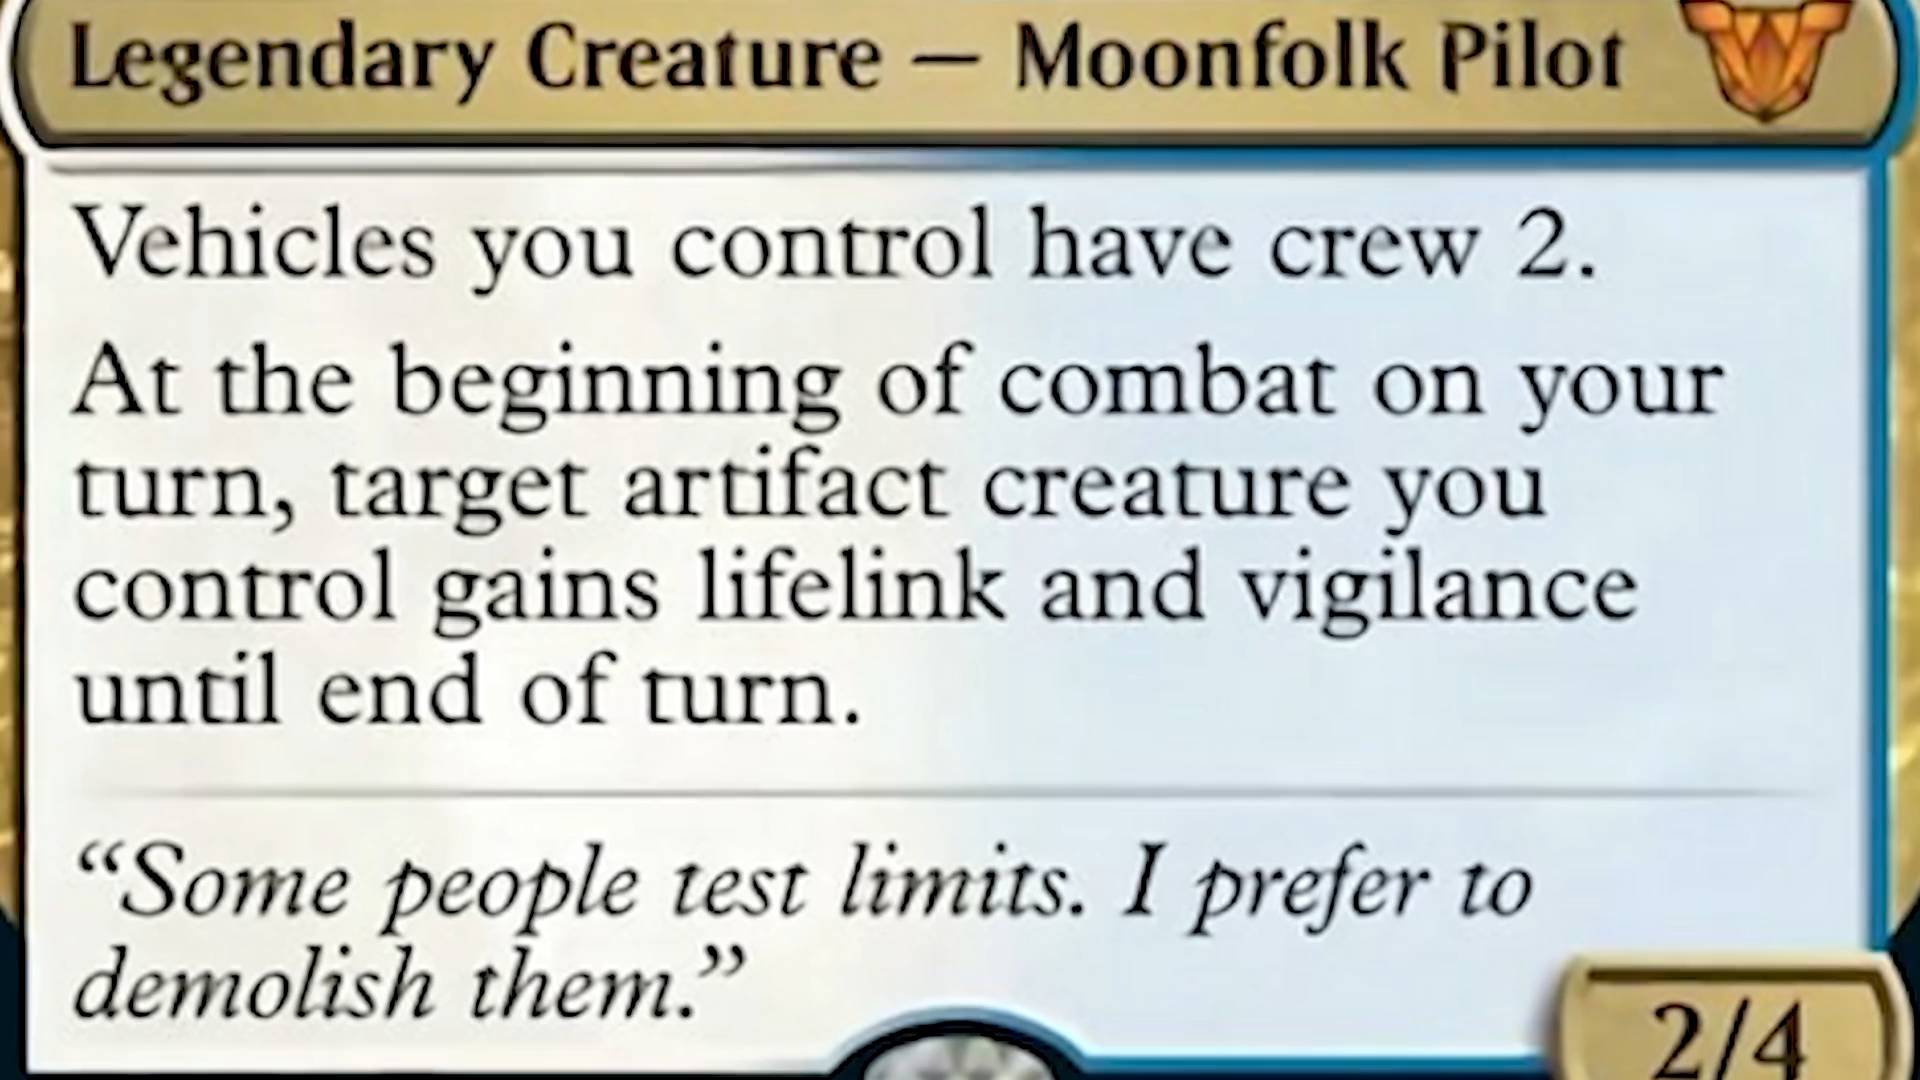 Legendary Creature — Moonfolk Pilot
Vehicles you control have crew 2.
At the beginning of combat on your
turn, target artifact creature you
control gains lifelink and vigilance
until end of turn.
“Some people test limits. I prefer to
demolish them.”
2/4